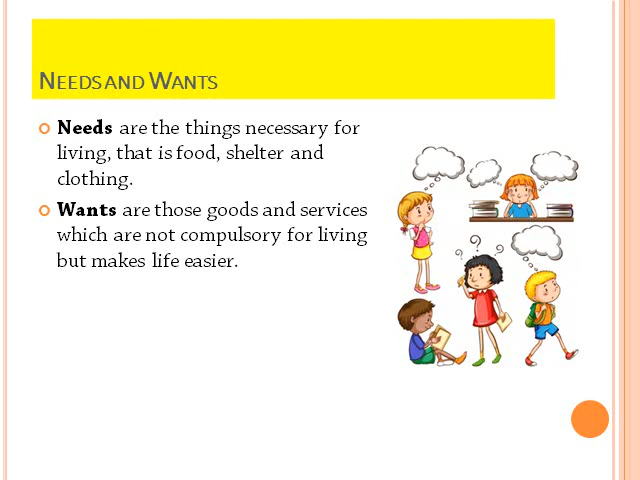 NEEDS AND WANTS
Needs are the things necessary for
living, that is food, shelter and
clothing.
Wants are those goods and services
which are not compulsory for living
but makes life easier.
? ? ?